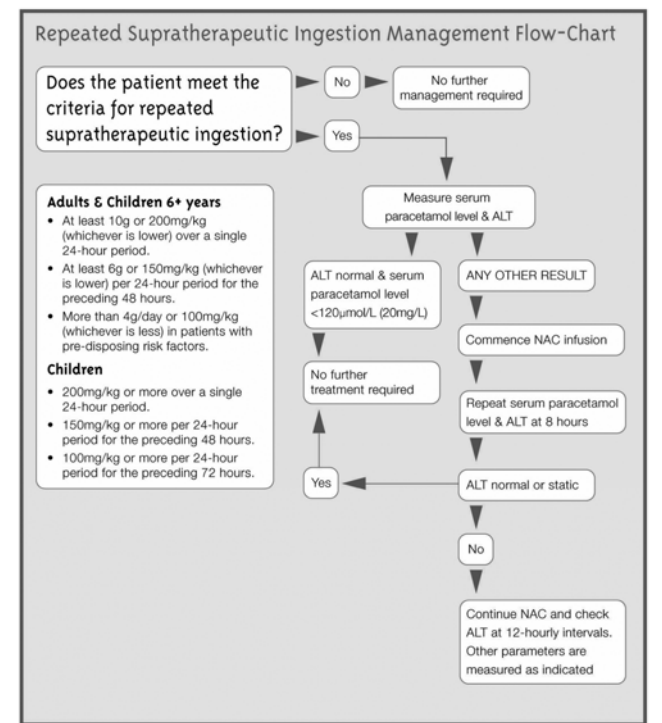 Repeated Supratherapeutic Ingestion Management Flow-Chart
Does the patient meet the
criteria for repeated
supratherapeutic ingestion?
No
No further
management required
Yes
Measure serum
paracetamol level & ALT
Adults & Children 6+ years
• At least 10g or 200mg/kg
(whichever is lower) over a single
24-hour period.
• At least 6g or 150mg/kg (whichever
is lower) per 24-hour period for the
preceding 48 hours.
• More than 4g/day or 100mg/kg
(whichever is less) in patients with
pre-disposing risk factors.
Children
• 200mg/kg or more over a single
24-hour period.
• 150mg/kg or more per 24-hour
period for the preceding 48 hours.
• 100mg/kg or more per 24-hour
period for the preceding 72 hours.
ALT normal & serum
paracetamol level
<120µmol/L (20mg/L)
ANY OTHER RESULT
Commence NAC infusion
No further
treatment required
Repeat serum paracetamol
level & ALT at 8 hours
Yes
ALT normal or static
No
Continue NAC and check
ALT at 12-hourly intervals.
Other parameters are
measured as indicated